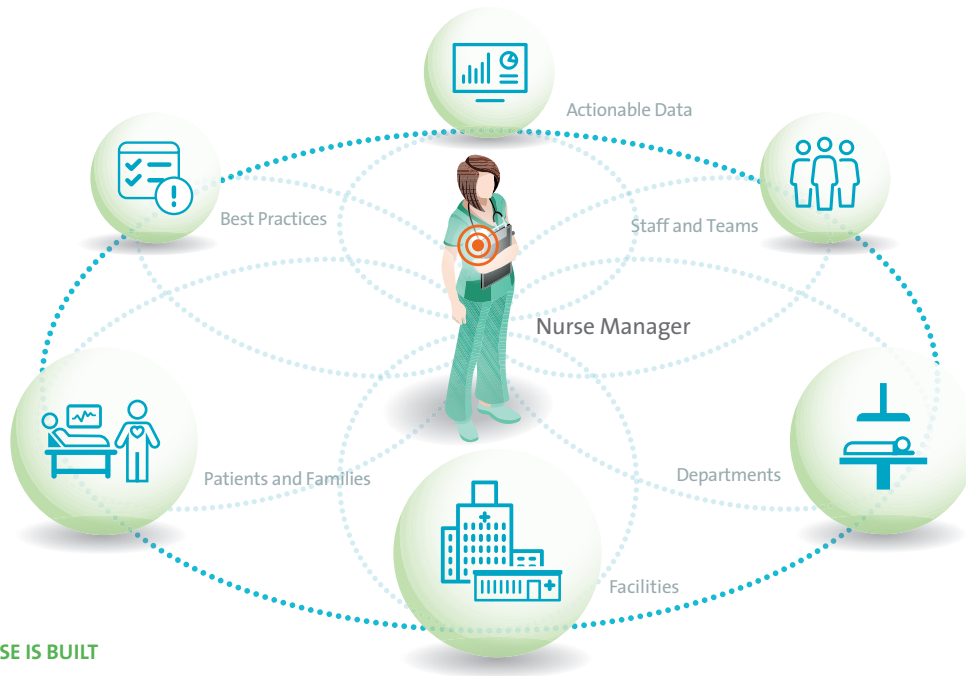 Actionable Data
Best Practices
Staff and Teams
Nurse Manager
Patients and Families
Departments
Facilities
SE IS BUILT